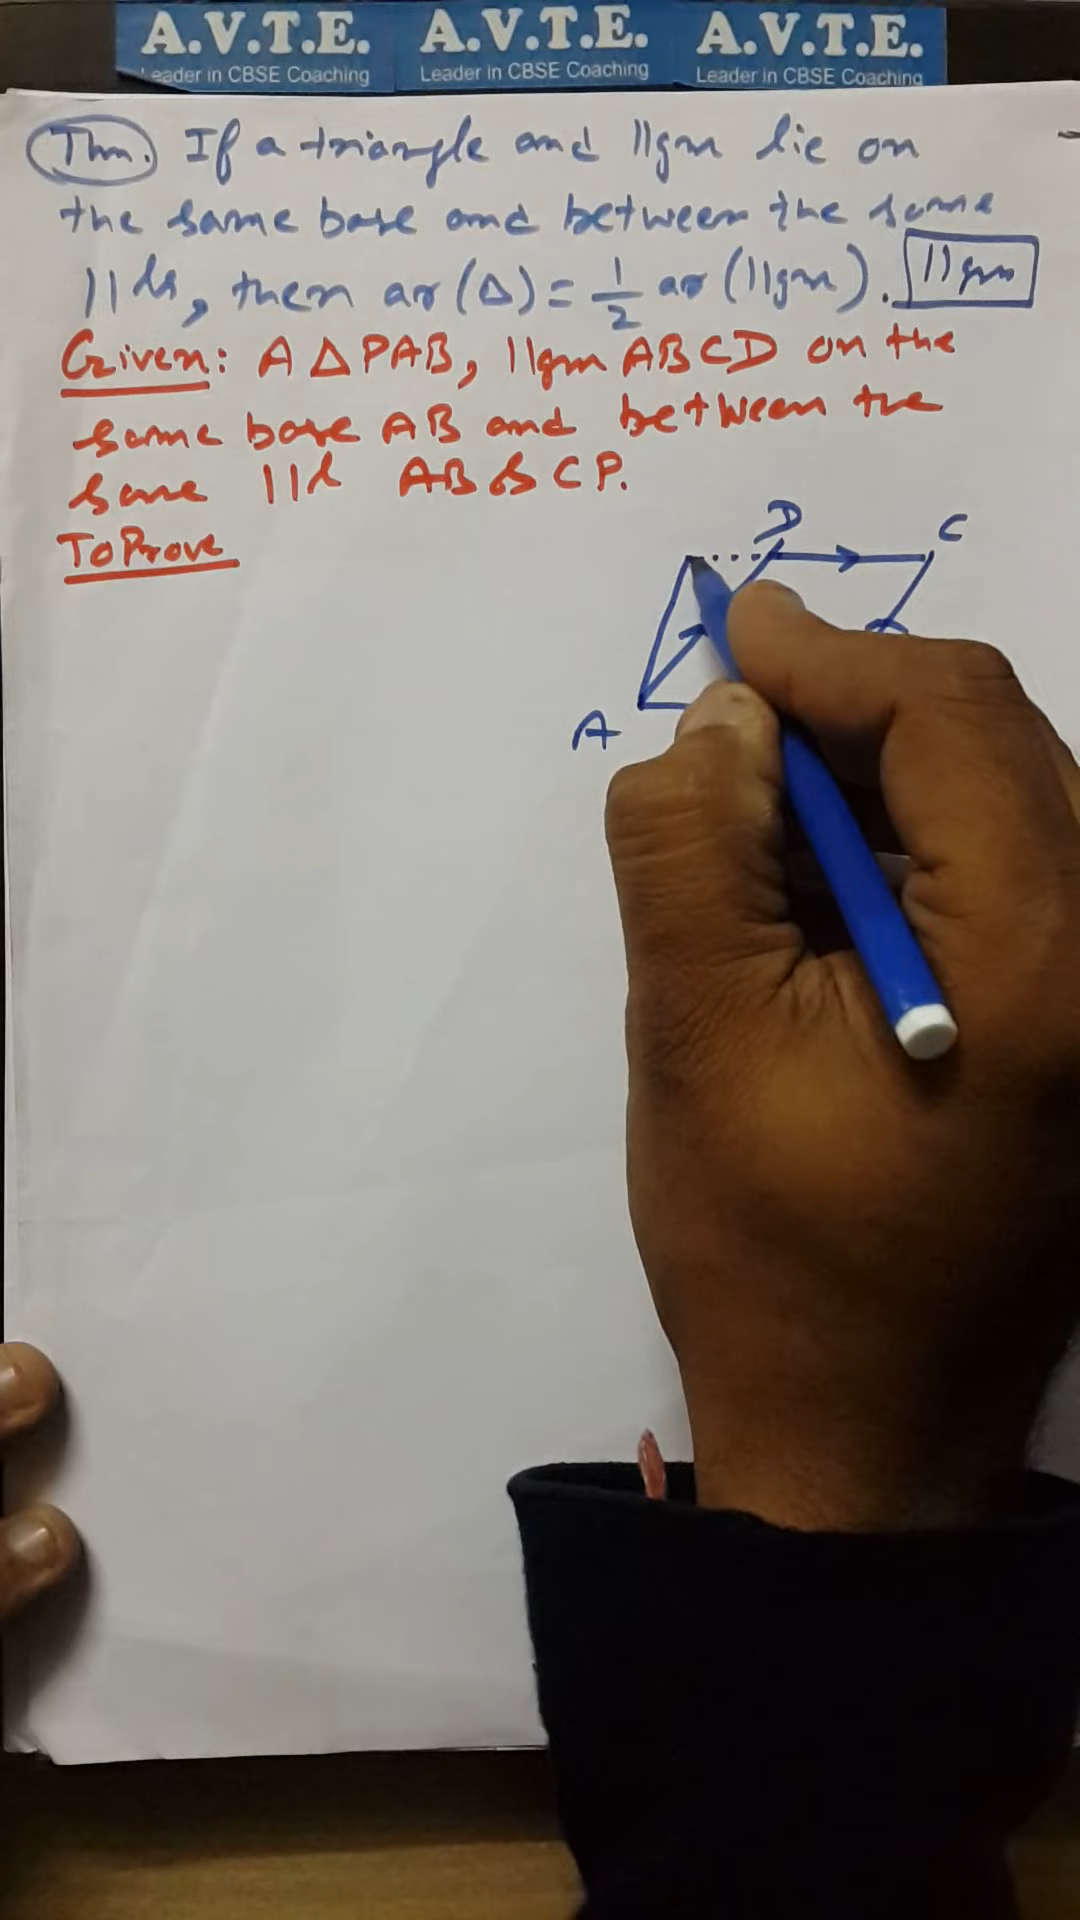 A.V.T.E. A.V.T.E. A.V.T.E.
eader in CBSE Coaching Leader in CBSE Coaching Leader in CBSE Coaching
Thm. If a triangle and ||gm lie on
the same base and between the same
||ls, then ar (Δ) = 1/2 ar (||gm). ||gm
Given: A Δ PAB, ||gm ABCD on the
same base AB and between the
same ||l AB & CP.
To Prove
D C
A